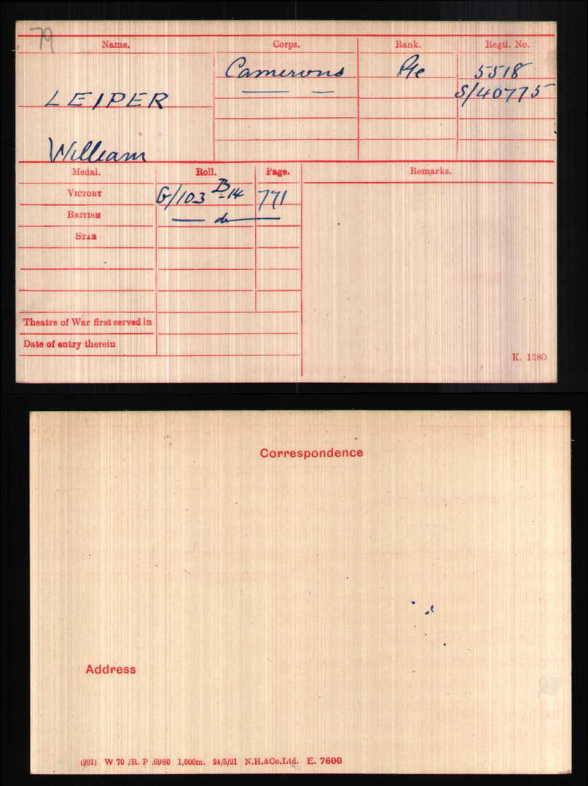 79
Name. Corps. Rank. Regtl. No.
Camerons Pte 5518
LEIPER S/40775
William
Medal. Roll. Page. Remarks.
VICTORY G/103 B14 771
BRITISH — do —
STAR
Theatre of War first served in
Date of entry therein
K. 1380
Correspondence
Address
W 70 /R. P 1,000m. 24/5/21 N.H.&Co.Ltd. E. 7600